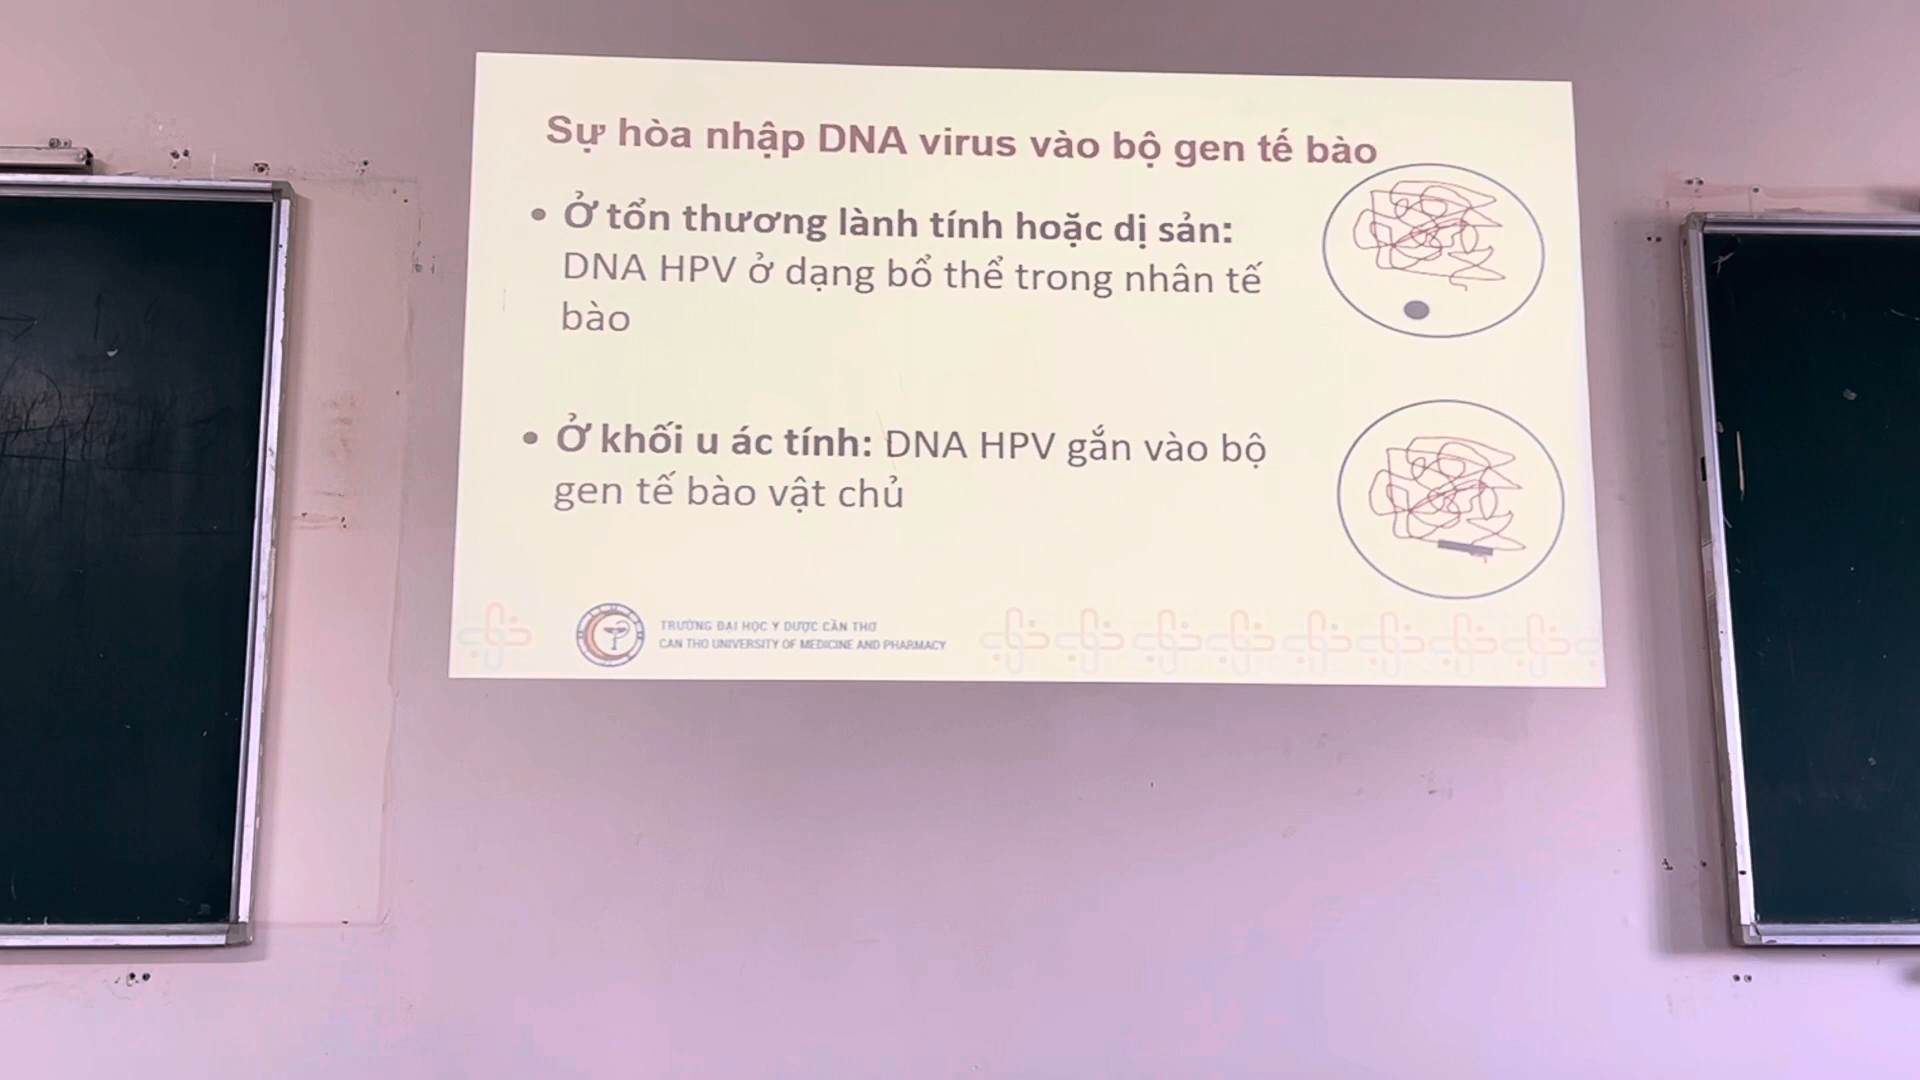 Sự hòa nhập DNA virus vào bộ gen tế bào
• Ở tổn thương lành tính hoặc dị sản:
DNA HPV ở dạng bổ thể trong nhân tế
bào
• Ở khối u ác tính: DNA HPV gắn vào bộ
gen tế bào vật chủ
TRƯỜNG ĐẠI HỌC Y DƯỢC CẦN THƠ
CAN THO UNIVERSITY OF MEDICINE AND PHARMACY